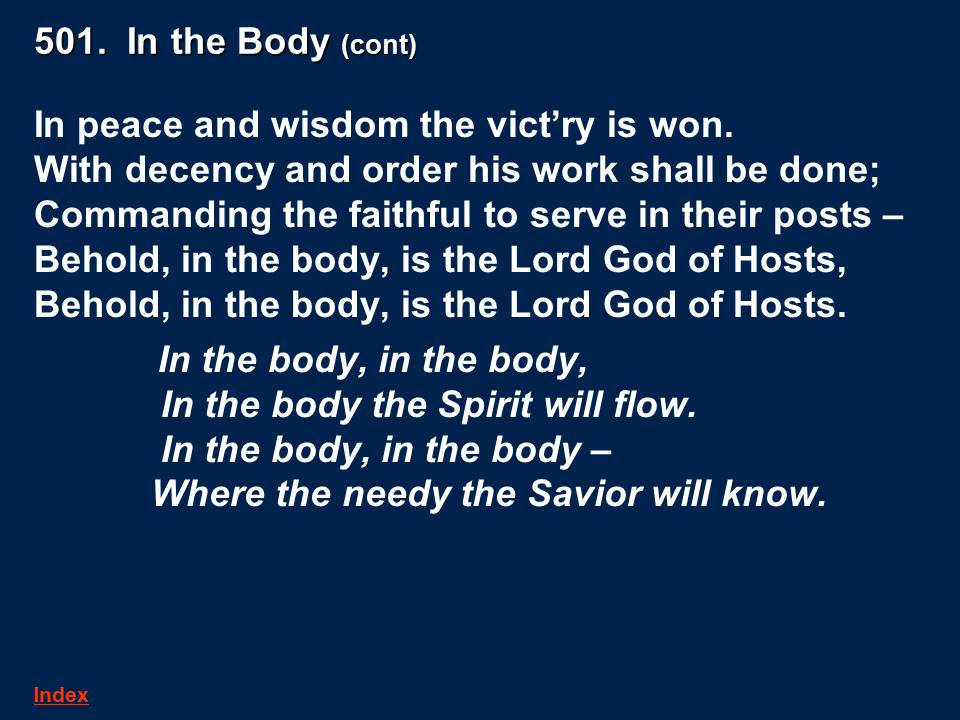 501.  In the Body (cont)
In peace and wisdom the vict’ry is won.
With decency and order his work shall be done;
Commanding the faithful to serve in their posts –
Behold, in the body, is the Lord God of Hosts,
Behold, in the body, is the Lord God of Hosts.
In the body, in the body,
In the body the Spirit will flow.
In the body, in the body –
Where the needy the Savior will know.
Index